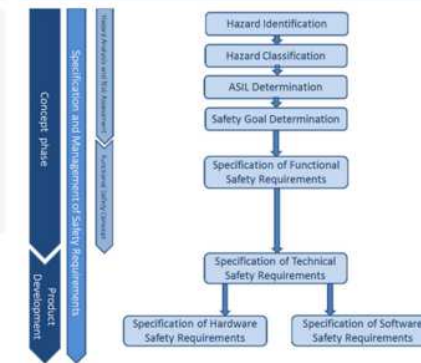 Concept phase
Product
Development
Specification and Management of Safety Requirements
Hazard Analysis and Risk Assessment
Functional Safety Concept
Hazard Identification
Hazard Classification
ASIL Determination
Safety Goal Determination
Specification of Functional
Safety Requirements
Specification of Technical
Safety Requirements
Specification of Hardware
Safety Requirements
Specification of Software
Safety Requirements